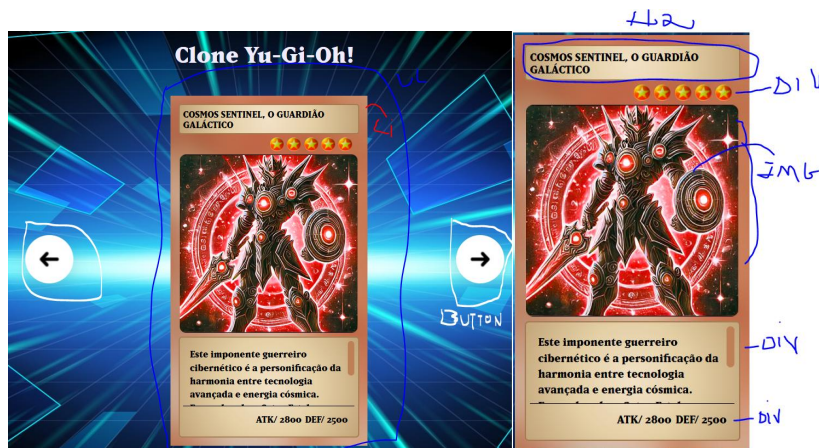 Clone Yu-Gi-Oh!
COSMOS SENTINEL, O GUARDIÃO
GALÁCTICO
Este imponente guerreiro
cibernético é a personificação da
harmonia entre tecnologia
avançada e energia cósmica.
ATK/ 2800 DEF/ 2500
UL
LI
BUTTON
H2
COSMOS SENTINEL, O GUARDIÃO
GALÁCTICO
DIV
IMG
Este imponente guerreiro
cibernético é a personificação da
harmonia entre tecnologia
avançada e energia cósmica.
DIV
ATK/ 2800 DEF/ 2500
DIV